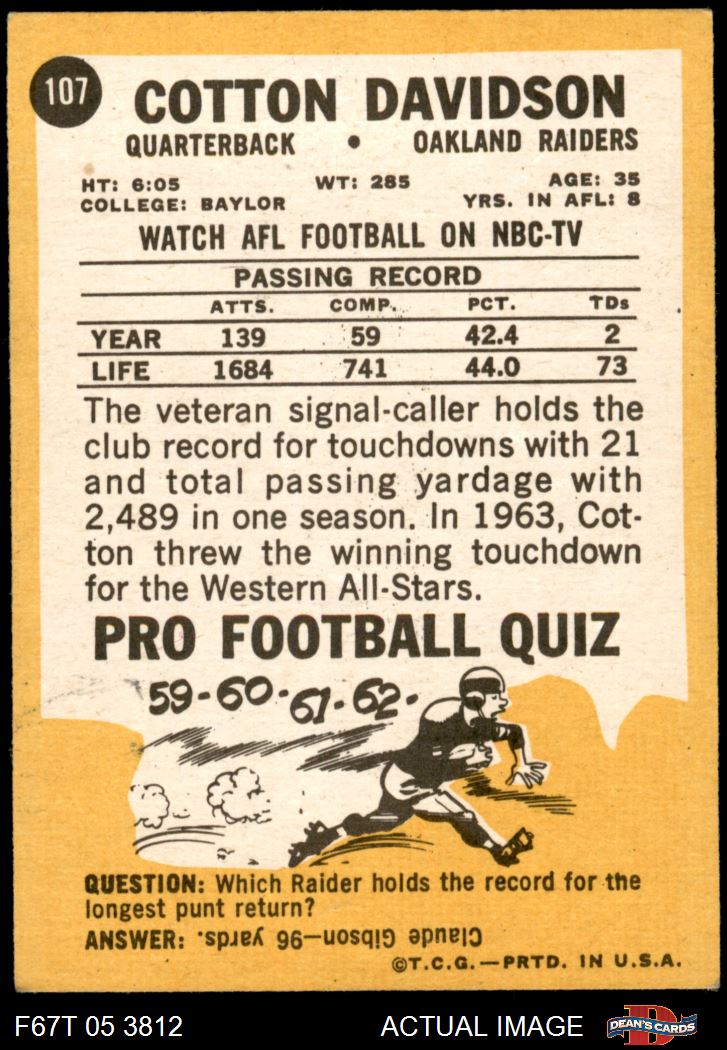 107
COTTON DAVIDSON
QUARTERBACK • OAKLAND RAIDERS
HT: 6:05 WT: 285 AGE: 35
COLLEGE: BAYLOR YRS. IN AFL: 8
WATCH AFL FOOTBALL ON NBC-TV
PASSING RECORD
ATTS. COMP. PCT. TDs
YEAR 139 59 42.4 2
LIFE 1684 741 44.0 73
The veteran signal-caller holds the
club record for touchdowns with 21
and total passing yardage with
2,489 in one season. In 1963, Cot-
ton threw the winning touchdown
for the Western All-Stars.
PRO FOOTBALL QUIZ
59-60-61-62-
QUESTION: Which Raider holds the record for the
longest punt return?
ANSWER: Claude Gibson—96 yards.
©T.C.G.—PRTD. IN U.S.A.
F67T 05 3812 ACTUAL IMAGE D DEAN'S CARDS